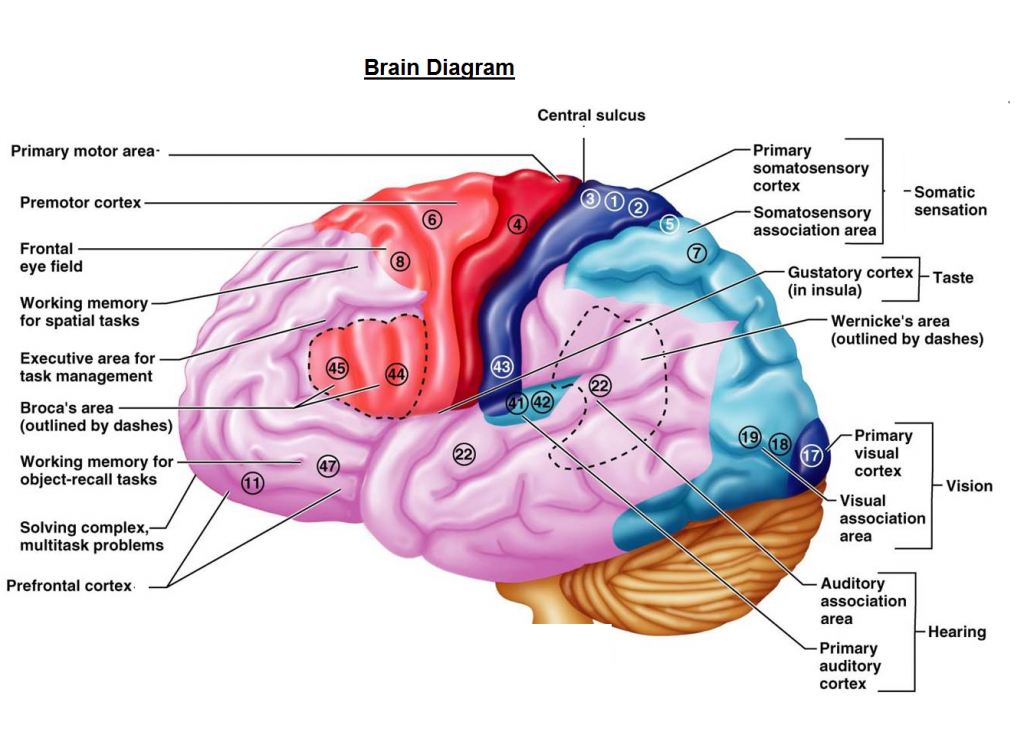 Brain Diagram
Central sulcus
Primary motor area-
Premotor cortex
Frontal
eye field
Working memory
for spatial tasks
Executive area for
task management
Broca's area
(outlined by dashes)
Working memory for
object-recall tasks
Solving complex,
multitask problems
Prefrontal cortex
Primary
somatosensory
cortex
Somatosensory
association area
Somatic
sensation
Gustatory cortex
(in insula)
Taste
Wernicke's area
(outlined by dashes)
Primary
visual
cortex
Visual
association
area
Vision
Auditory
association
area
Primary
auditory
cortex
Hearing
6
4
3
1
2
5
7
8
45
44
43
41
42
22
22
47
11
19
18
17